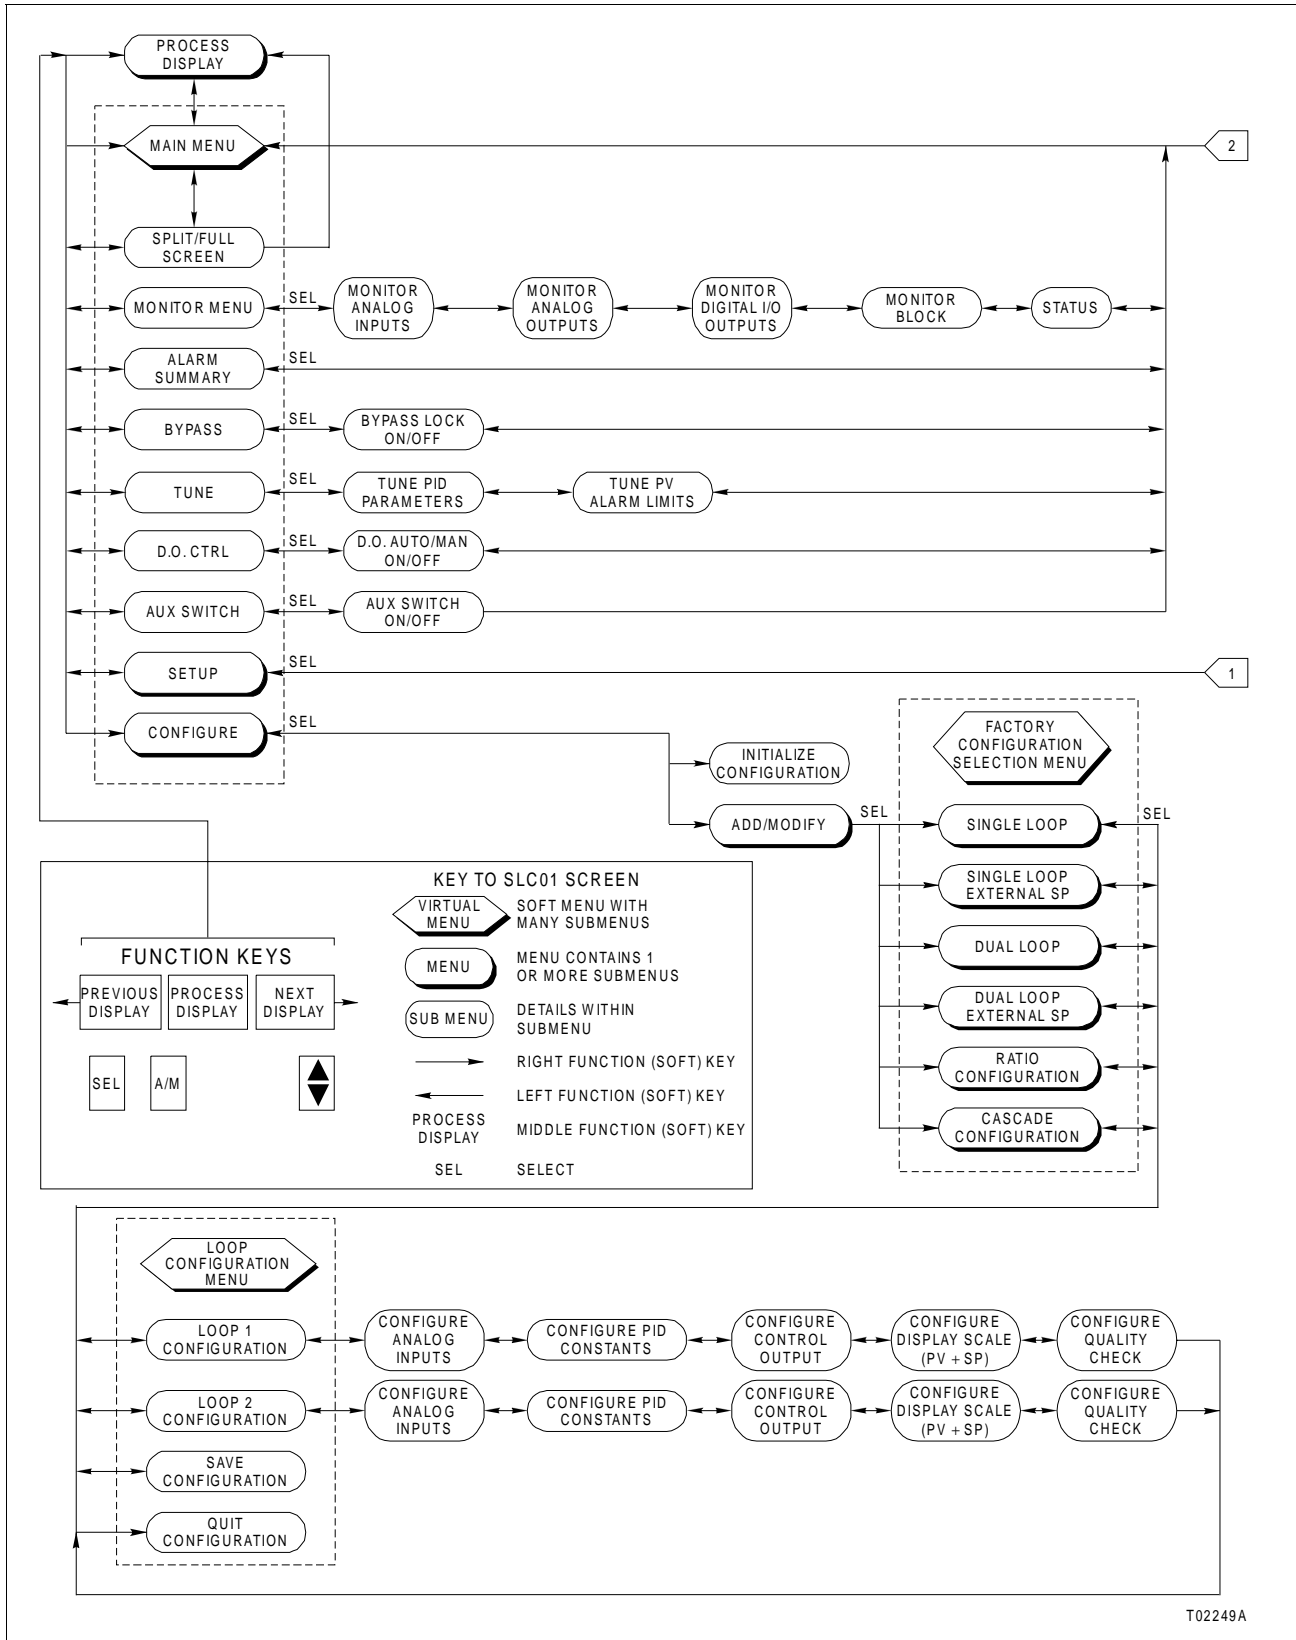 PROCESS
DISPLAY
MAIN MENU
2
SPLIT/FULL
SCREEN
MONITOR MENU
SEL
MONITOR
ANALOG
INPUTS
MONITOR
ANALOG
OUTPUTS
MONITOR
DIGITAL I/O
OUTPUTS
MONITOR
BLOCK
STATUS
ALARM
SUMMARY
SEL
BYPASS
SEL
BYPASS LOCK
ON/OFF
TUNE
SEL
TUNE PID
PARAMETERS
TUNE PV
ALARM LIMITS
D.O. CTRL
SEL
D.O. AUTO/MAN
ON/OFF
AUX SWITCH
SEL
AUX SWITCH
ON/OFF
SETUP
SEL
1
CONFIGURE
SEL
INITIALIZE
CONFIGURATION
ADD/MODIFY
SEL
FACTORY
CONFIGURATION
SELECTION MENU
SINGLE LOOP
SEL
SINGLE LOOP
EXTERNAL SP
DUAL LOOP
DUAL LOOP
EXTERNAL SP
RATIO
CONFIGURATION
CASCADE
CONFIGURATION
KEY TO SLC01 SCREEN
VIRTUAL
MENU
SOFT MENU WITH
MANY SUBMENUS
MENU
MENU CONTAINS 1
OR MORE SUBMENUS
SUB MENU
DETAILS WITHIN
SUBMENU
RIGHT FUNCTION (SOFT) KEY
LEFT FUNCTION (SOFT) KEY
PROCESS
DISPLAY
MIDDLE FUNCTION (SOFT) KEY
SEL
SELECT
FUNCTION KEYS
PREVIOUS
DISPLAY
PROCESS
DISPLAY
NEXT
DISPLAY
SEL
A/M
LOOP
CONFIGURATION
MENU
LOOP 1
CONFIGURATION
CONFIGURE
ANALOG
INPUTS
CONFIGURE PID
CONSTANTS
CONFIGURE
CONTROL
OUTPUT
CONFIGURE
DISPLAY SCALE
(PV + SP)
CONFIGURE
QUALITY
CHECK
LOOP 2
CONFIGURATION
CONFIGURE
ANALOG
INPUTS
CONFIGURE PID
CONSTANTS
CONFIGURE
CONTROL
OUTPUT
CONFIGURE
DISPLAY SCALE
(PV + SP)
CONFIGURE
QUALITY
CHECK
SAVE
CONFIGURATION
QUIT
CONFIGURATION
T02249A